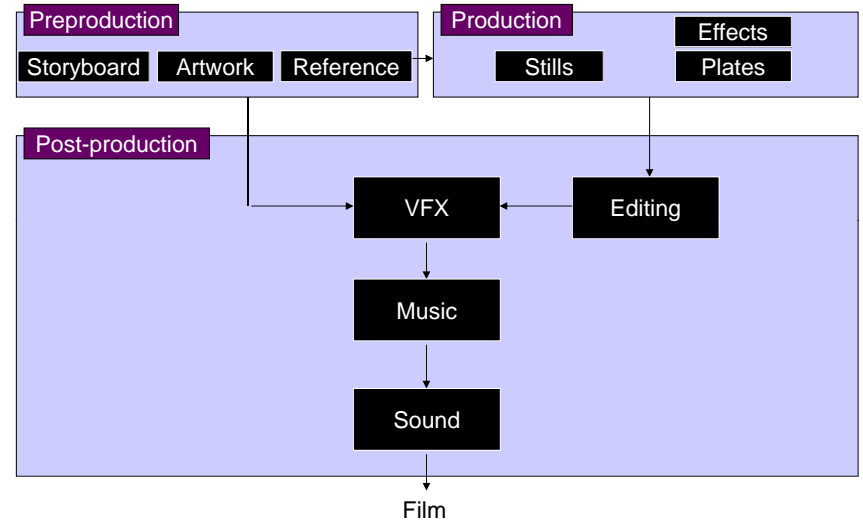 Preproduction
Storyboard
Artwork
Reference
Production
Effects
Stills
Plates
Post-production
VFX
Editing
Music
Sound
Film